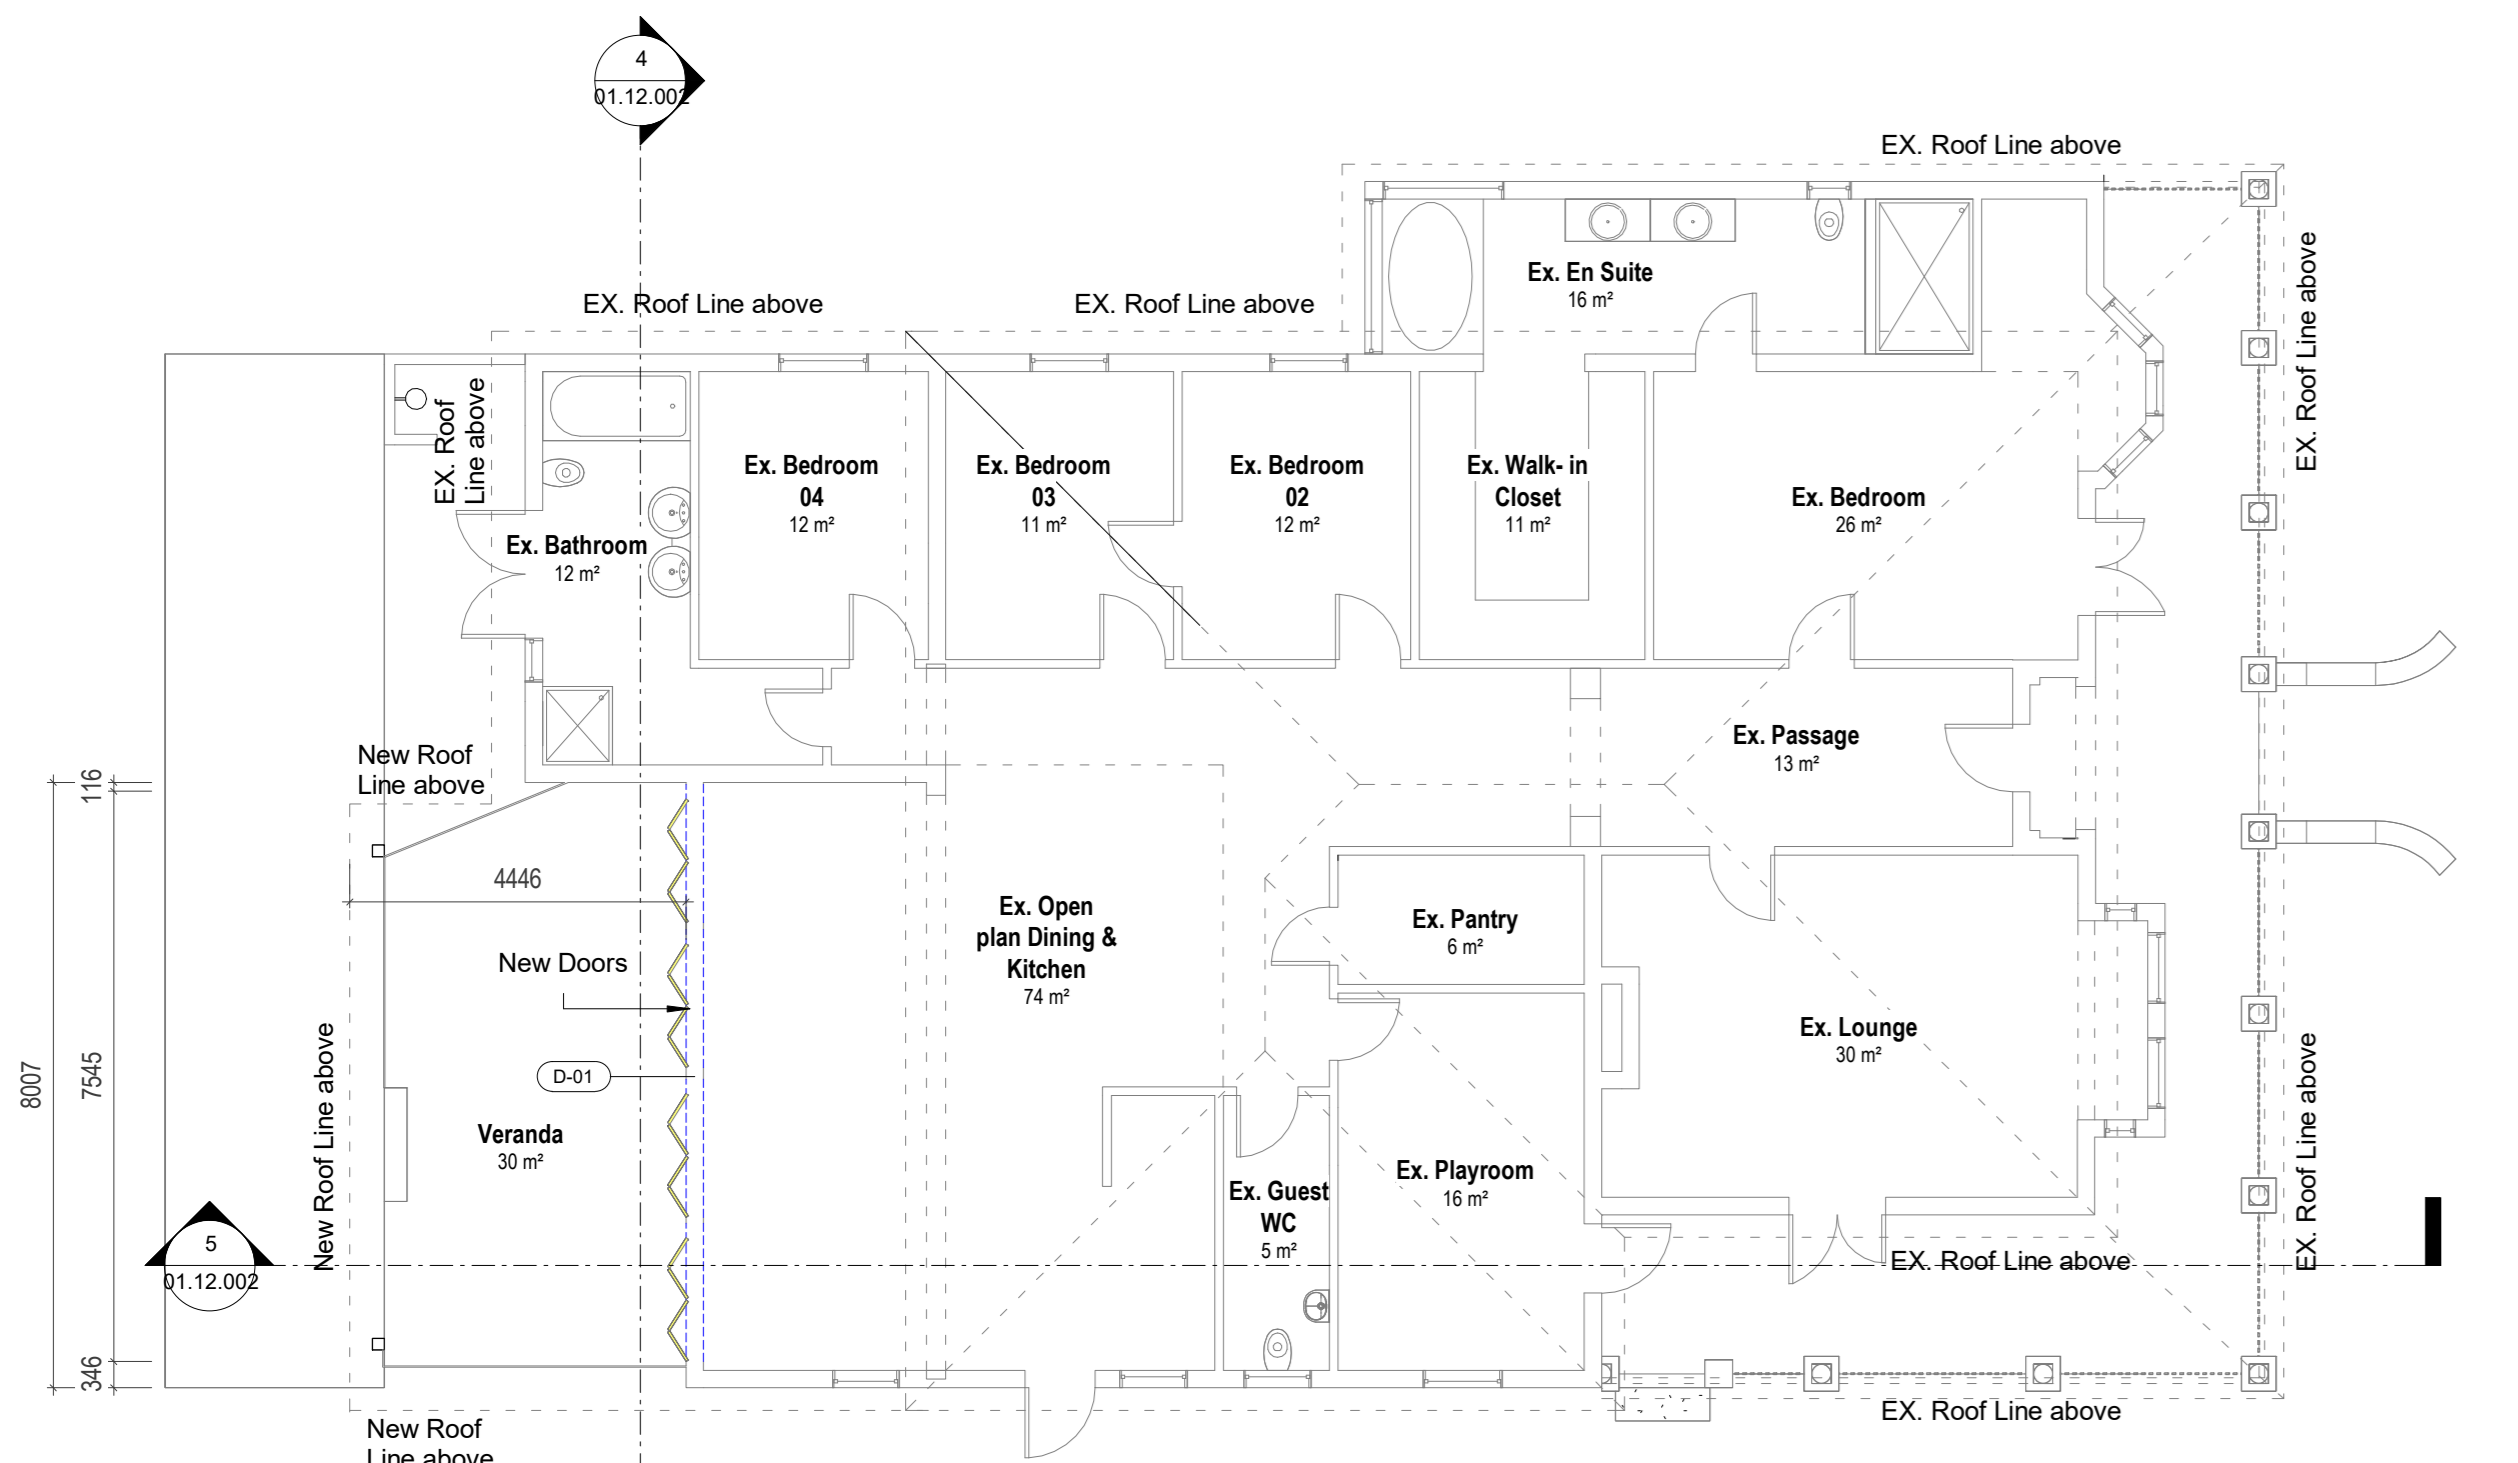 4
01.12.002
EX. Roof Line above
EX. Roof Line above
EX. Roof Line above
EX. Roof Line above
Ex. En Suite
16 m²
EX. Roof
Line above
Ex. Bedroom
04
12 m²
Ex. Bedroom
03
11 m²
Ex. Bedroom
02
12 m²
Ex. Walk- in
Closet
11 m²
Ex. Bedroom
26 m²
Ex. Bathroom
12 m²
New Roof
Line above
Ex. Passage
13 m²
116
7545
346
8007
4446
New Doors
D-01
Ex. Open
plan Dining &
Kitchen
74 m²
Ex. Pantry
6 m²
Ex. Lounge
30 m²
New Roof Line above
Veranda
30 m²
Ex. Guest
WC
5 m²
Ex. Playroom
16 m²
EX. Roof Line above
EX. Roof Line above
5
01.12.002
EX. Roof Line above
New Roof
Line above